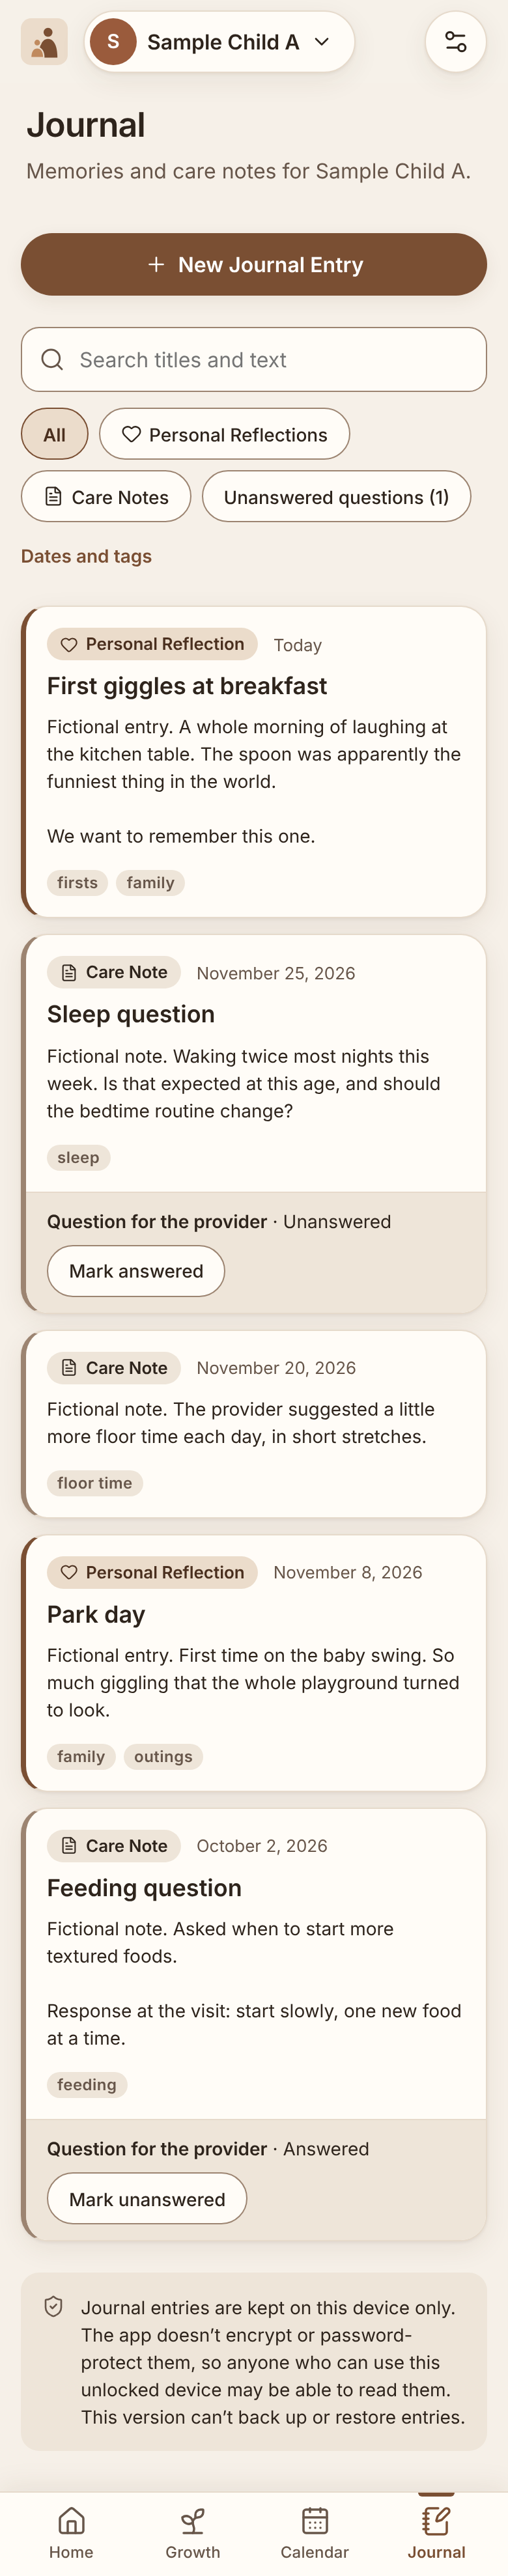 S Sample Child A
Journal
Memories and care notes for Sample Child A.
New Journal Entry
Search titles and text
All Personal Reflections
Care Notes Unanswered questions (1)
Dates and tags
Personal Reflection Today
First giggles at breakfast
Fictional entry. A whole morning of laughing at
the kitchen table. The spoon was apparently the
funniest thing in the world.
We want to remember this one.
firsts family
Care Note November 25, 2026
Sleep question
Fictional note. Waking twice most nights this
week. Is that expected at this age, and should
the bedtime routine change?
sleep
Question for the provider · Unanswered
Mark answered
Care Note November 20, 2026
Fictional note. The provider suggested a little
more floor time each day, in short stretches.
floor time
Personal Reflection November 8, 2026
Park day
Fictional entry. First time on the baby swing. So
much giggling that the whole playground turned
to look.
family outings
Care Note October 2, 2026
Feeding question
Fictional note. Asked when to start more
textured foods.
Response at the visit: start slowly, one new food
at a time.
feeding
Question for the provider · Answered
Mark unanswered
Journal entries are kept on this device only.
The app doesn’t encrypt or password-
protect them, so anyone who can use this
unlocked device may be able to read them.
This version can’t back up or restore entries.
Home Growth Calendar Journal